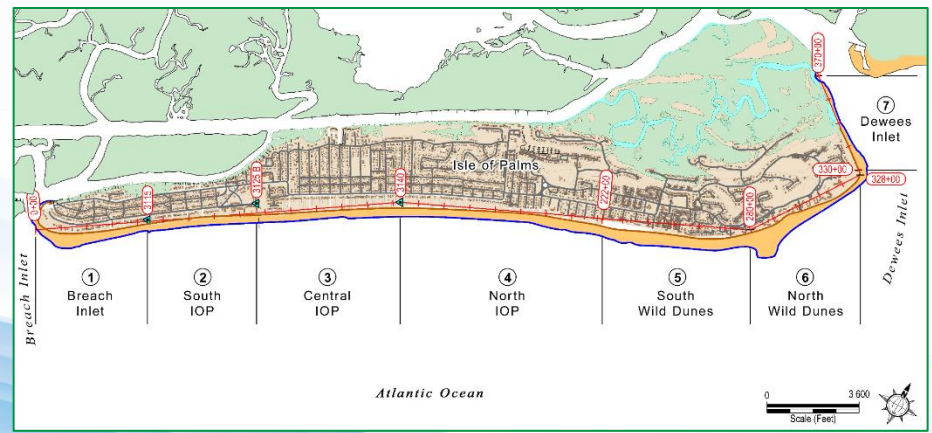 370+00
7
Dewees
Inlet
Isle of Palms
0+00
3115
3125 B
3140
222+00
280+00
330+00
328+00
Breach Inlet
1
Breach
Inlet
2
South
IOP
3
Central
IOP
4
North
IOP
5
South
Wild Dunes
6
North
Wild Dunes
Dewees Inlet
Atlantic Ocean
0 3 600
Scale (Feet)